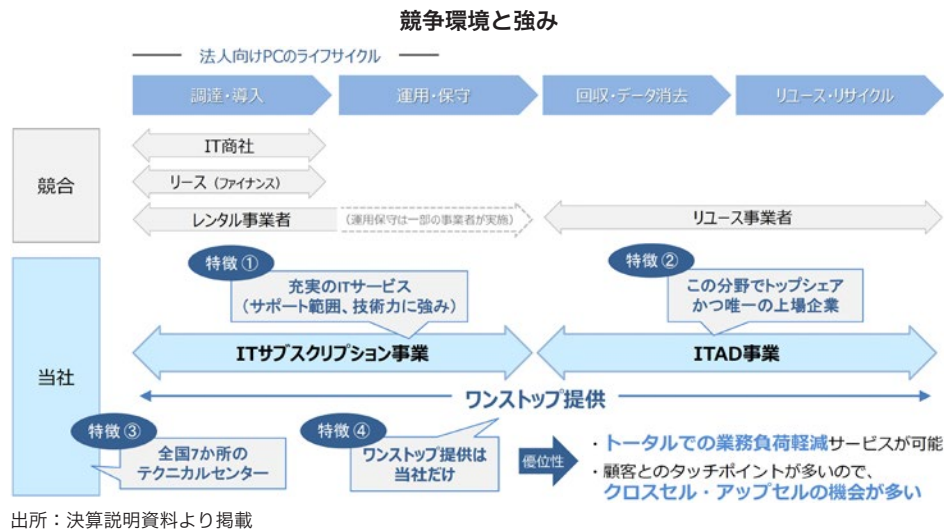 競争環境と強み
法人向けPCのライフサイクル
調達・導入
運用・保守
回収・データ消去
リユース・リサイクル
競合
IT商社
リース（ファイナンス）
レンタル事業者
（運用保守は一部の事業者が実施）
リユース事業者
当社
特徴①
充実のITサービス
（サポート範囲、技術力に強み）
特徴②
この分野でトップシェア
かつ唯一の上場企業
ITサブスクリプション事業
ITAD事業
ワンストップ提供
特徴③
全国7か所の
テクニカルセンター
特徴④
ワンストップ提供は
当社だけ
優位性
・トータルでの業務負荷軽減サービスが可能
・顧客とのタッチポイントが多いので、
クロスセル・アップセルの機会が多い
出所：決算説明資料より掲載